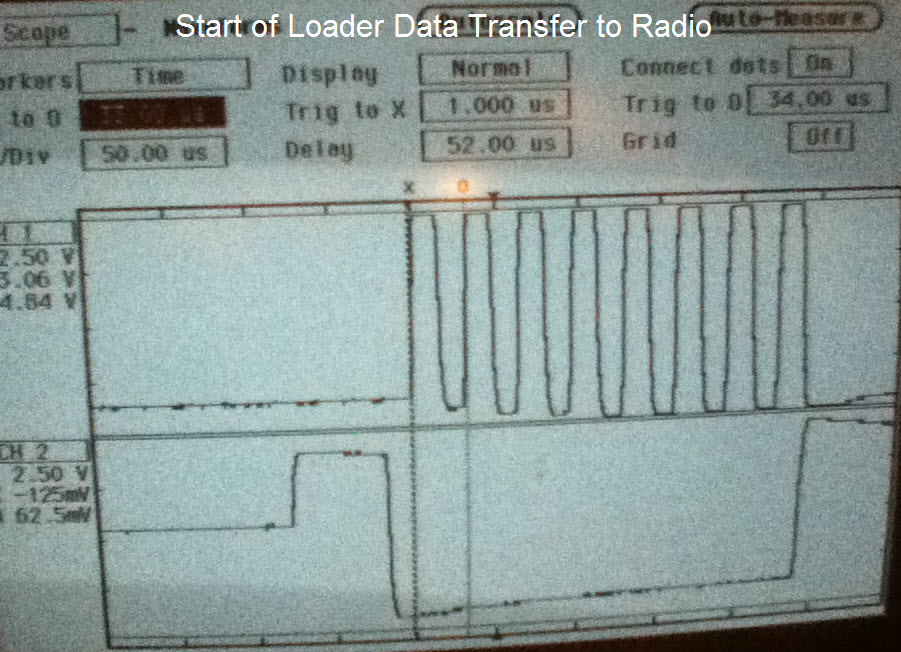 Start of Loader Data Transfer to Radio
Scope
Auto-Measure
arkers Time Display Normal Connect dots On
to O Trig to X 1.000 us Trig to O 34.00 us
/Div 50.00 us Delay 52.00 us Grid Off
X O
H 1
2.50 V
3.06 V
4.84 V
CH 2
2.50 V
-125mV
62.5mV